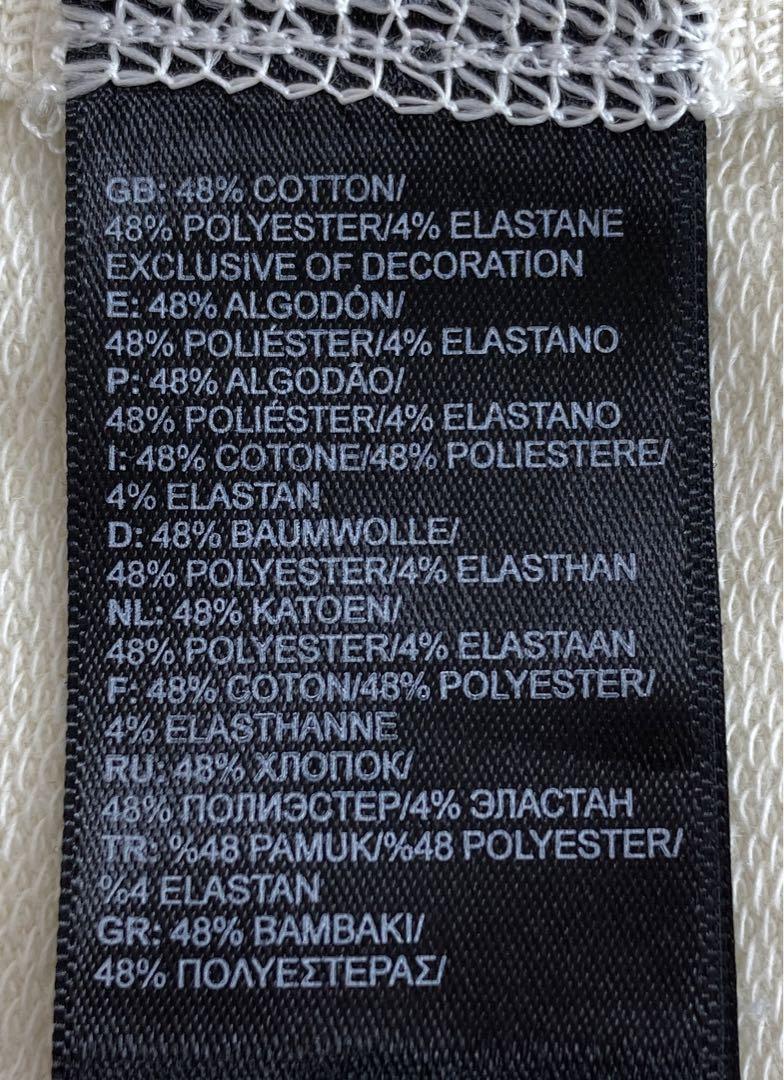 GB: 48% COTTON/
48% POLYESTER/4% ELASTANE
EXCLUSIVE OF DECORATION
E: 48% ALGODÓN/
48% POLIÉSTER/4% ELASTANO
P: 48% ALGODÃO/
48% POLIÉSTER/4% ELASTANO
I: 48% COTONE/48% POLIESTERE/
4% ELASTAN
D: 48% BAUMWOLLE/
48% POLYESTER/4% ELASTHAN
NL: 48% KATOEN/
48% POLYESTER/4% ELASTAAN
F: 48% COTON/48% POLYESTER/
4% ELASTHANNE
RU: 48% ХЛОПОК/
48% ПОЛИЭСТЕР/4% ЭЛАСТАН
TR: %48 PAMUK/%48 POLYESTER/
%4 ELASTAN
GR: 48% ΒΑΜΒΑΚΙ/
48% ΠΟΛΥΕΣΤΕΡΑΣ/